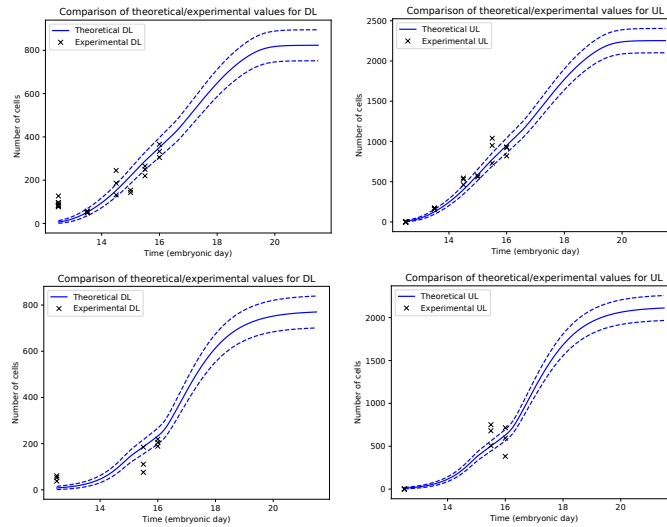 Comparison of theoretical/experimental values for DL
Theoretical DL
Experimental DL
Number of cells
800
600
400
200
0
14
16
18
20
22
Time (embryonic day)
Comparison of theoretical/experimental values for UL
Theoretical UL
Experimental UL
Number of cells
2500
2000
1500
1000
500
0
14
16
18
20
22
Time (embryonic day)
Comparison of theoretical/experimental values for DL
Theoretical DL
Experimental DL
Number of cells
800
600
400
200
0
14
16
18
20
22
Time (embryonic day)
Comparison of theoretical/experimental values for UL
Theoretical UL
Experimental UL
Number of cells
2000
1500
1000
500
0
14
16
18
20
22
Time (embryonic day)